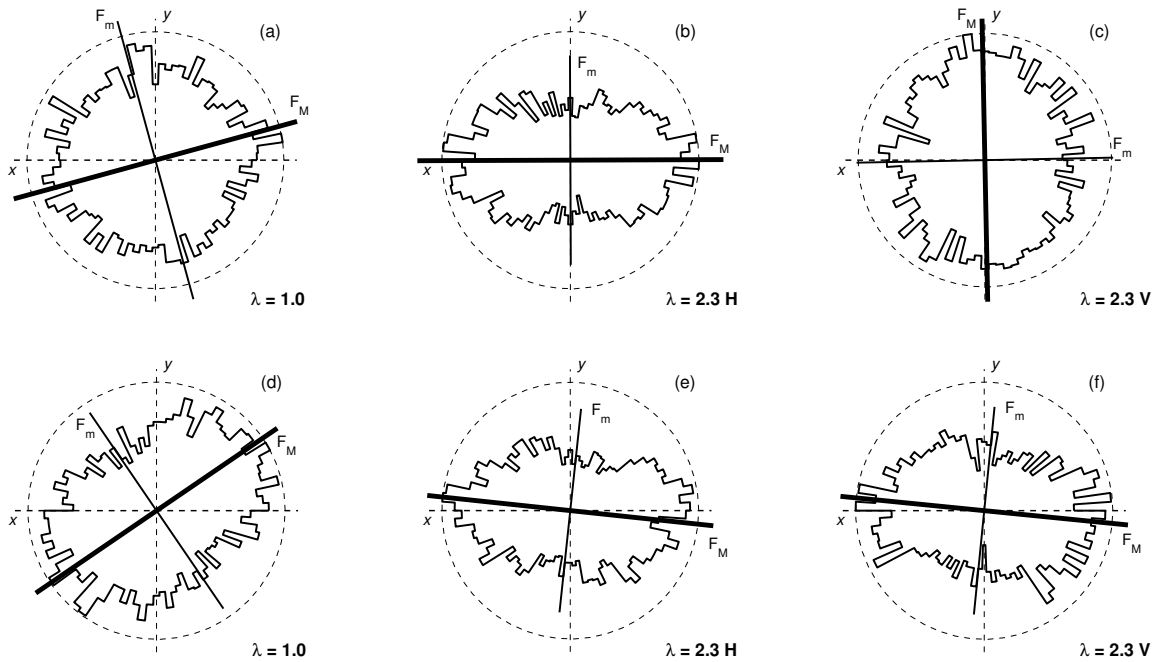 y
F_m
(a)
F_M
x
λ = 1.0
y
(b)
F_m
F_M
x
λ = 2.3 H
F_M
y
(c)
F_m
x
λ = 2.3 V
y
(d)
F_m
F_M
x
λ = 1.0
y
(e)
F_m
x
F_M
λ = 2.3 H
y
(f)
F_m
x
F_M
λ = 2.3 V